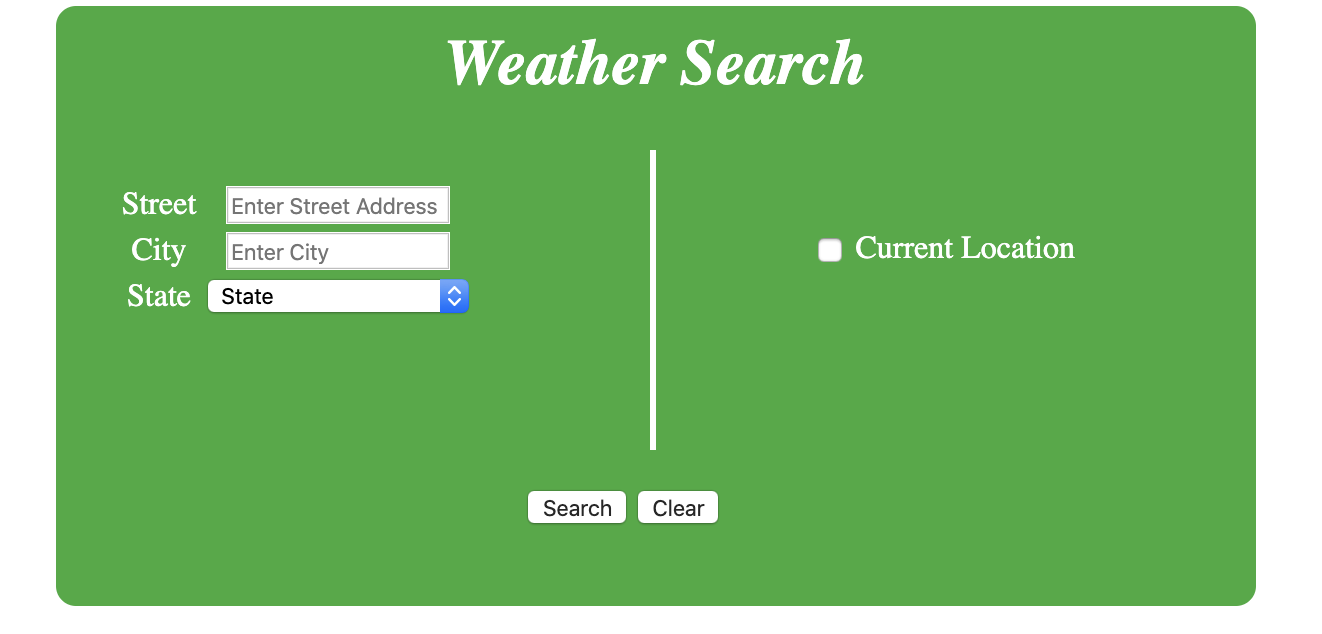 Weather Search
Street Enter Street Address
City Enter City
State State
Current Location
Search Clear